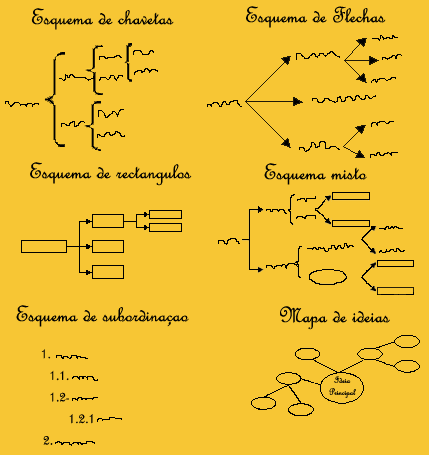 Esquema de chavetas
Esquema de Flechas
Esquema de rectangulos
Esquema misto
Esquema de subordinaçao
1.
1.1.
1.2-
1.2.1
2.
Mapa de ideias
Ideia
Principal